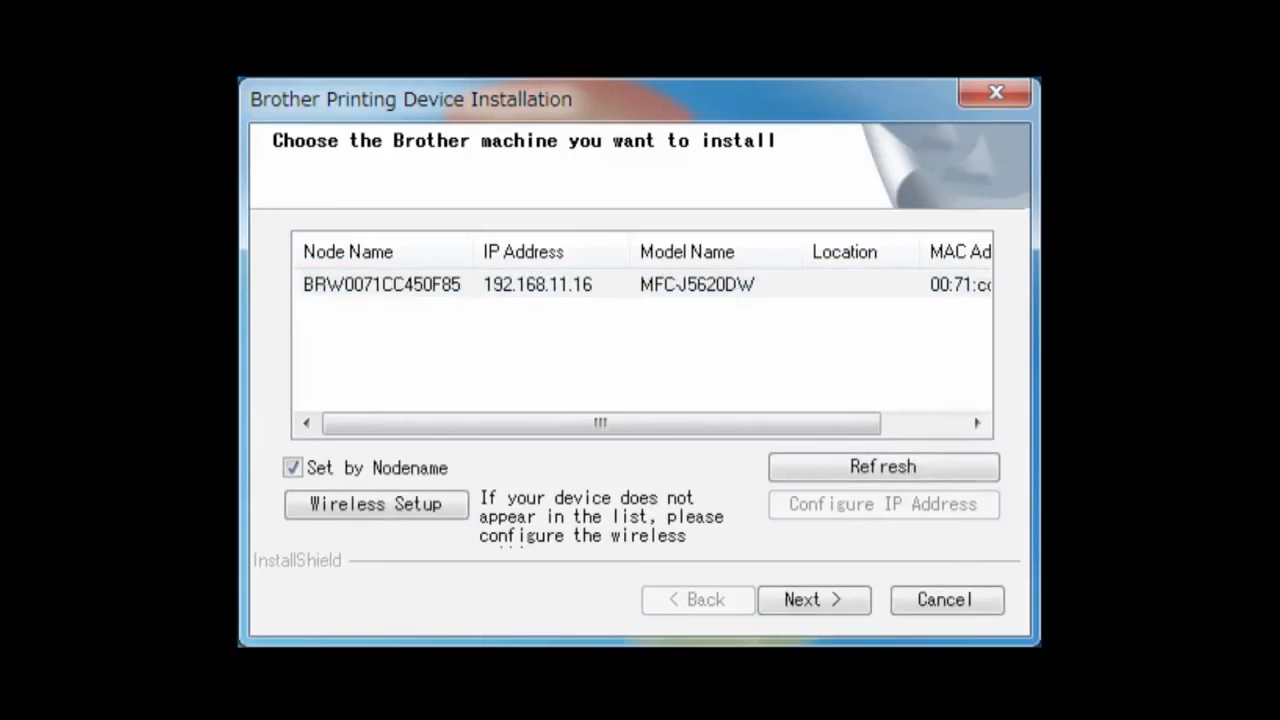 Brother Printing Device Installation
Choose the Brother machine you want to install
Node Name IP Address Model Name Location MAC Ad
BRW0071CC450F85 192.168.11.16 MFC-J5620DW 00:71:cc
Set by Nodename
Refresh
Wireless Setup
If your device does not
appear in the list, please
configure the wireless
Configure IP Address
InstallShield
< Back
Next >
Cancel